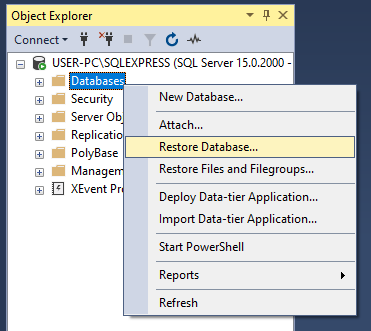 Object Explorer
Connect
USER-PC\SQLEXPRESS (SQL Server 15.0.2000 -
Databases
Security
Server Obj
Replication
PolyBase
Managem
XEvent Pro
New Database...
Attach...
Restore Database...
Restore Files and Filegroups...
Deploy Data-tier Application...
Import Data-tier Application...
Start PowerShell
Reports
Refresh